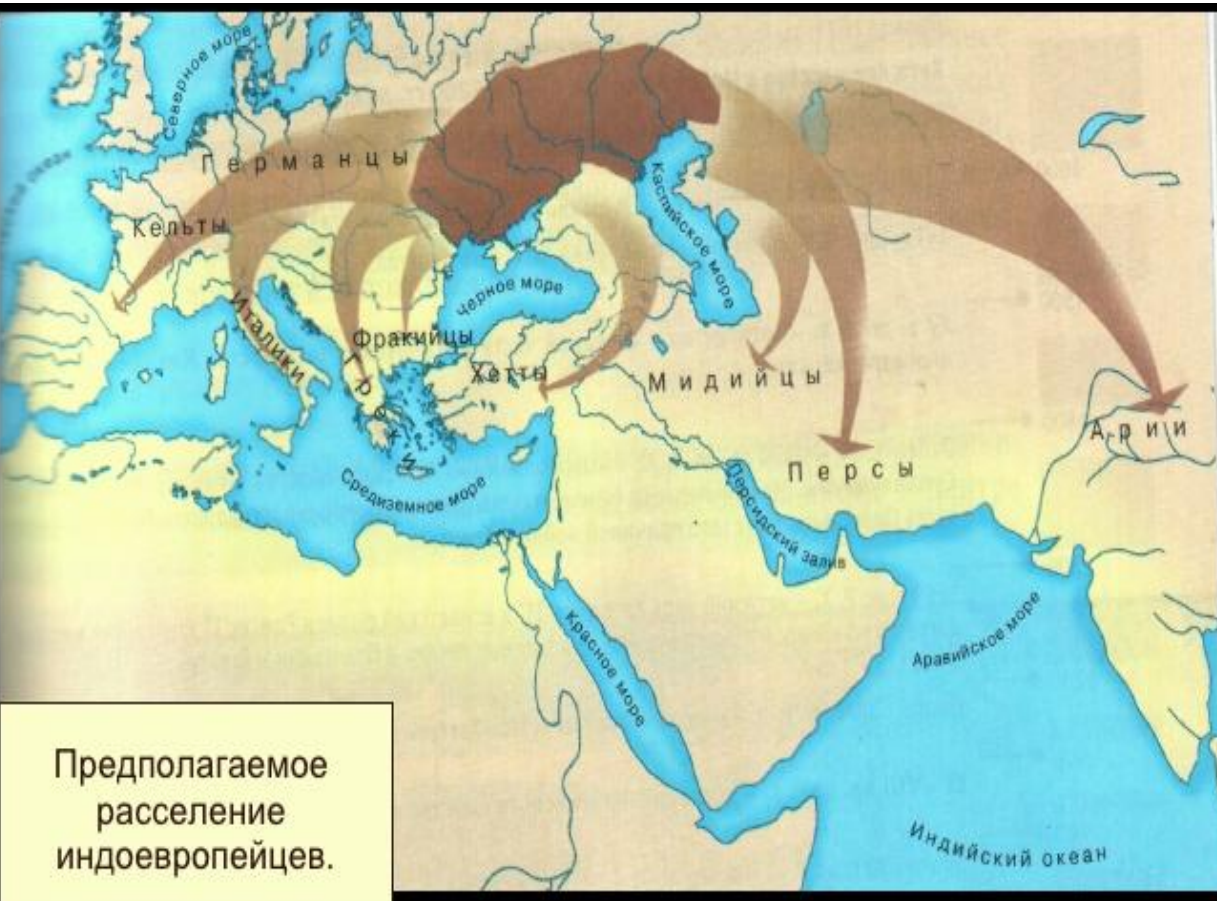 Северное море
Германцы
Кельты
океан
Каспийское море
Черное море
Италики
Фракийцы
Греки
Хетты
Мидийцы
Арии
Персы
Средиземное море
Персидский залив
Красное море
Аравийское море
Индийский океан
Предполагаемое
расселение
индоевропейцев.